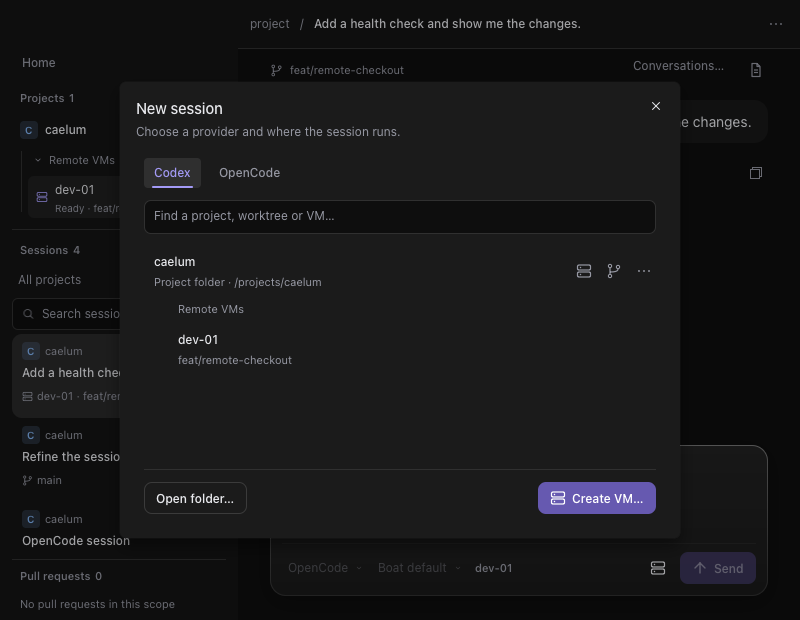 project / Add a health check and show me the changes.
Home
feat/remote-checkout
Conversations...
Projects 1
C caelum
Remote VMs
dev-01
Ready · feat/r
Sessions 4
All projects
Search sessio
C caelum
Add a health che
dev-01 · feat/re
C caelum
Refine the sessio
main
C caelum
OpenCode session
Pull requests 0
No pull requests in this scope
e changes.
New session
Choose a provider and where the session runs.
Codex
OpenCode
Find a project, worktree or VM...
caelum
Project folder · /projects/caelum
Remote VMs
dev-01
feat/remote-checkout
Open folder...
Create VM...
OpenCode
Boat default
dev-01
Send